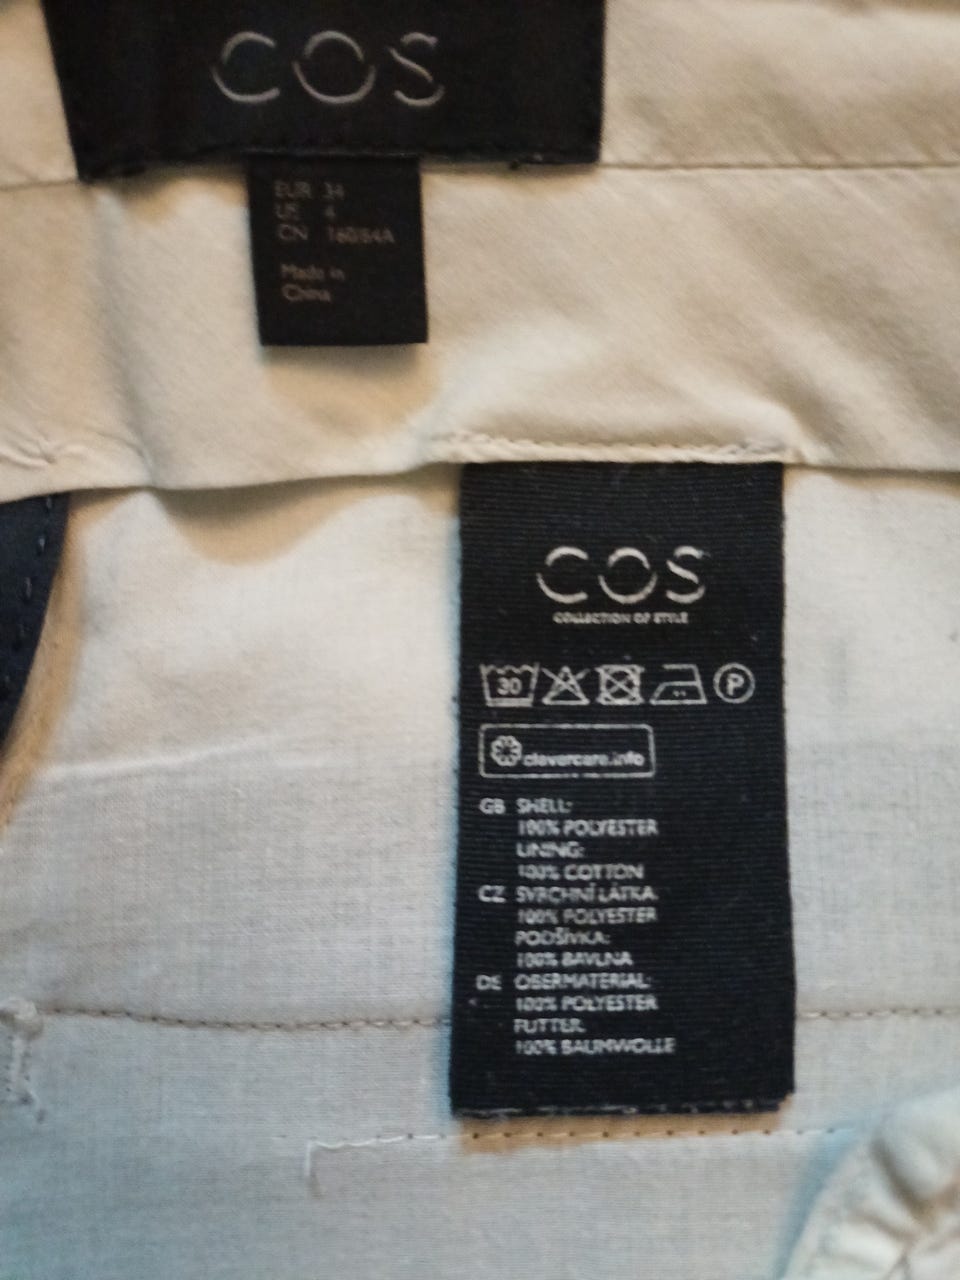 COS
EUR 34
US 4
CN 160/84A
Made in
China
COS
COLLECTION OF STYLE
30
P
clevercare.info
GB SHELL:
100% POLYESTER
LINING:
100% COTTON
CZ SVRCHNÍ LÁTKA:
100% POLYESTER
PODŠÍVKA:
100% BAVLNA
DE OBERMATERIAL:
100% POLYESTER
FUTTER:
100% BAUMWOLLE